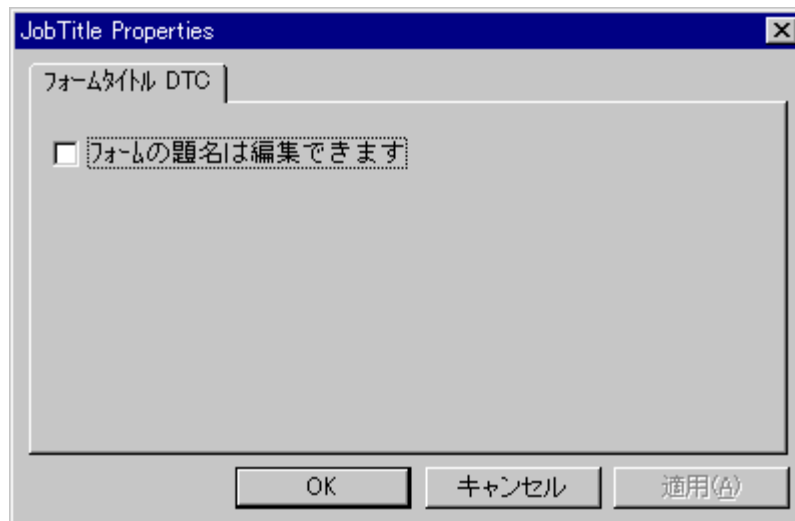 JobTitle Properties
ﾌｫｰﾑﾀｲﾄﾙ DTC
ﾌｫｰﾑの題名は編集できます
OK
キャンセル
適用(A)